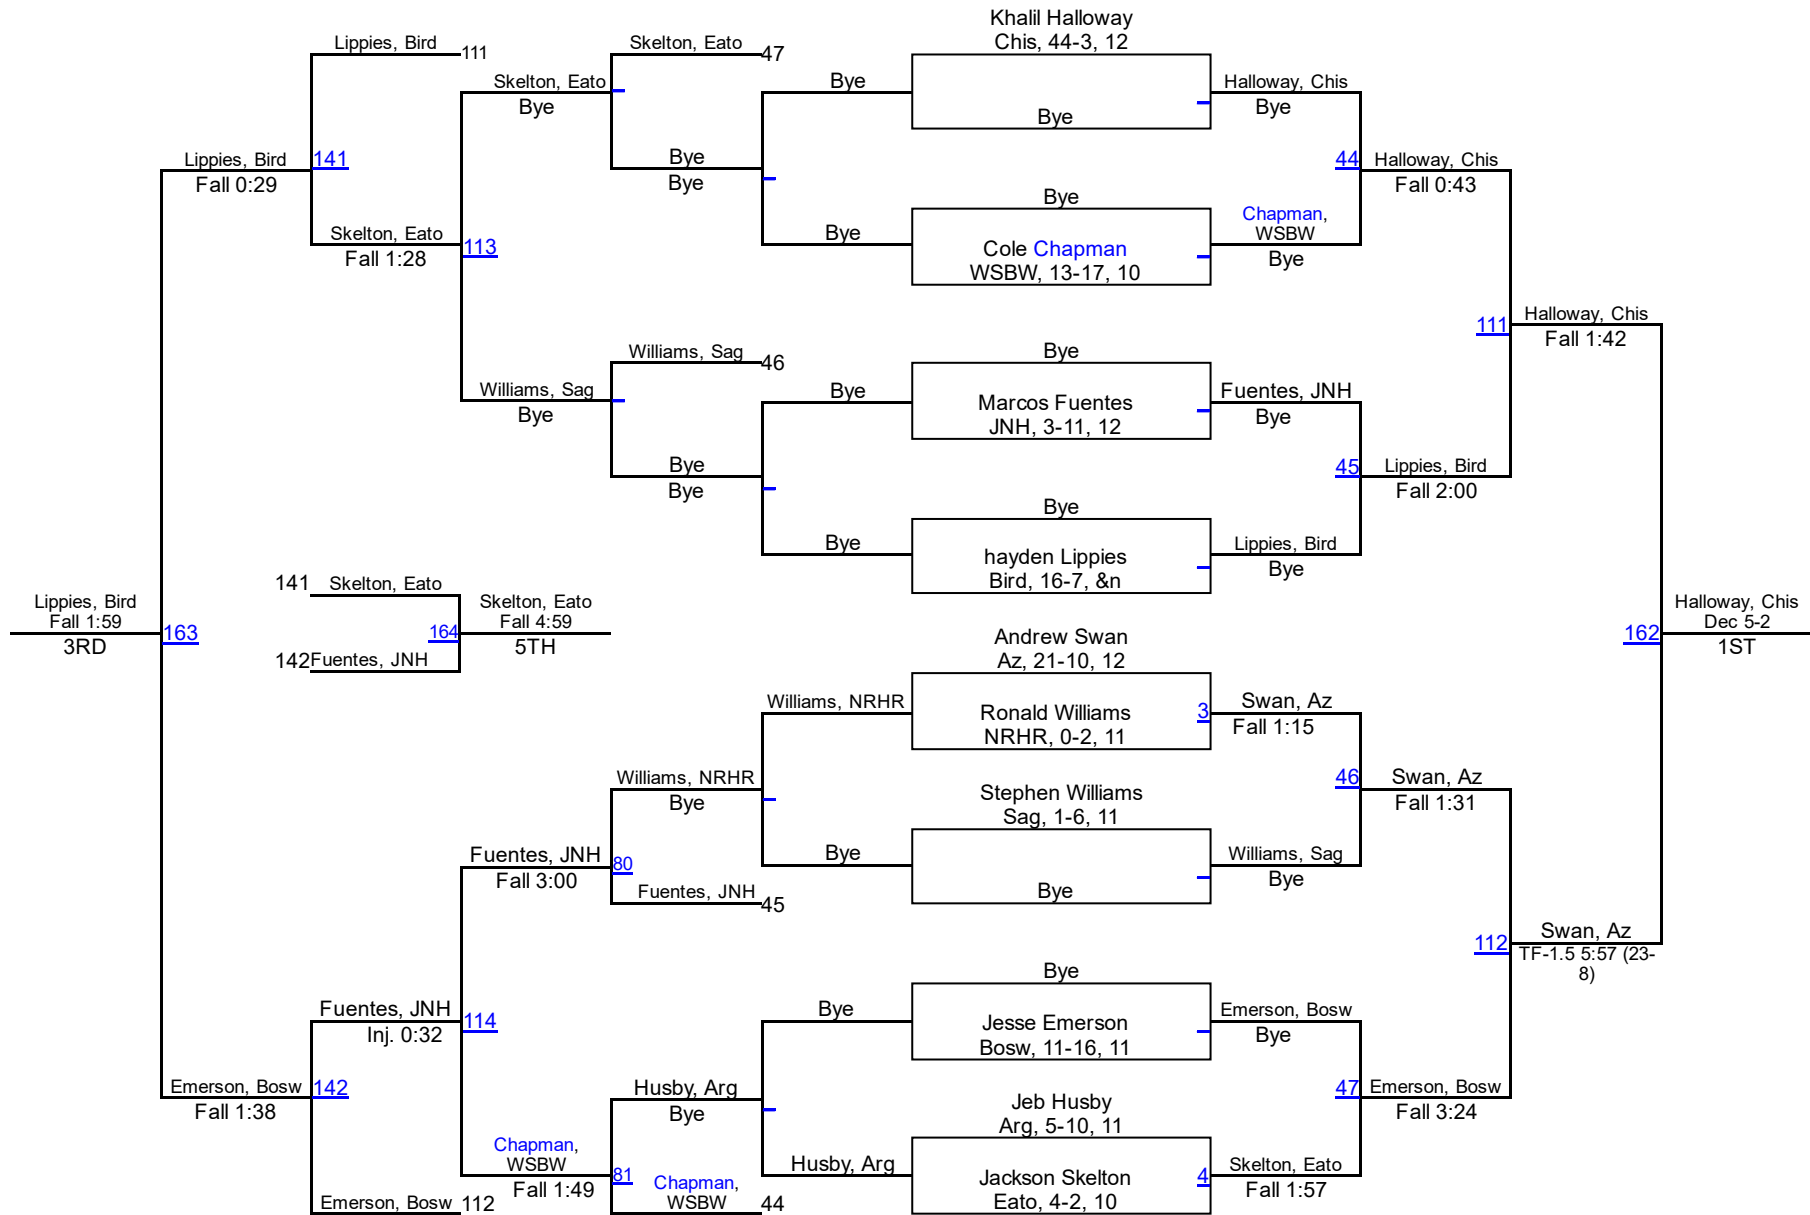 Khalil Halloway
Chis, 44-3, 12
Bye
Bye
Cole Chapman
WSBW, 13-17, 10
Bye
Marcos Fuentes
JNH, 3-11, 12
Bye
hayden Lippies
Bird, 16-7, &n
Andrew Swan
Az, 21-10, 12
Ronald Williams
NRHR, 0-2, 11
3
Stephen Williams
Sag, 1-6, 11
Bye
Bye
Jesse Emerson
Bosw, 11-16, 11
Jeb Husby
Arg, 5-10, 11
Jackson Skelton
Eato, 4-2, 10
4
Halloway, Chis
Bye
Chapman,
WSBW
Bye
Fuentes, JNH
Bye
Lippies, Bird
Bye
Swan, Az
Fall 1:15
Williams, Sag
Bye
Emerson, Bosw
Bye
Skelton, Eato
Fall 1:57
44
Halloway, Chis
Fall 0:43
45
Lippies, Bird
Fall 2:00
46
Swan, Az
Fall 1:31
47
Emerson, Bosw
Fall 3:24
111
Halloway, Chis
Fall 1:42
112
Swan, Az
TF-1.5 5:57 (23-
8)
162
Halloway, Chis
Dec 5-2
1ST
Bye
Bye
Bye
Bye
Williams, NRHR
Bye
Bye
Husby, Arg
Skelton, Eato
47
Bye
Bye
Williams, Sag
46
Bye
Bye
Williams, NRHR
Bye
Fuentes, JNH
45
Husby, Arg
Bye
Chapman,
WSBW
44
Skelton, Eato
Bye
Williams, Sag
Bye
Fuentes, JNH
Fall 3:00
80
Chapman,
WSBW
Fall 1:49
81
Lippies, Bird
111
Skelton, Eato
Fall 1:28
113
Fuentes, JNH
Inj. 0:32
114
Emerson, Bosw
112
Lippies, Bird
Fall 0:29
141
Emerson, Bosw
Fall 1:38
142
Lippies, Bird
Fall 1:59
3RD
163
141
Skelton, Eato
142
Fuentes, JNH
164
Skelton, Eato
Fall 4:59
5TH